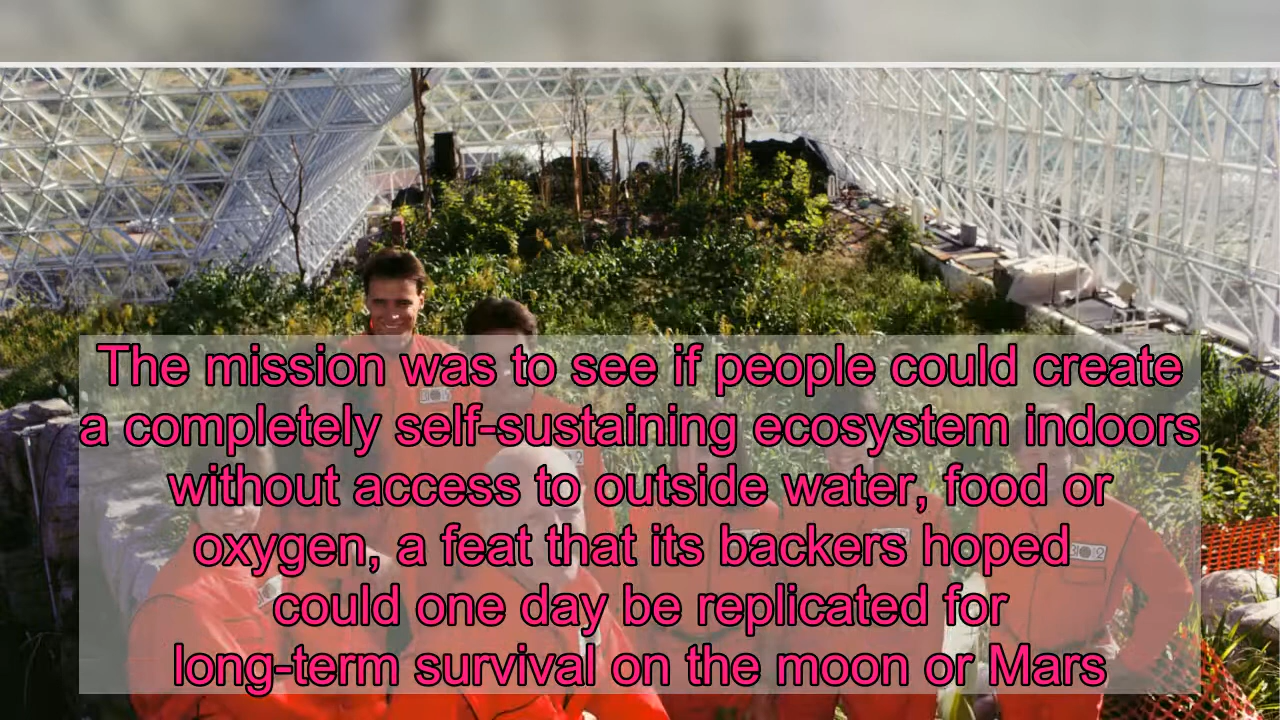 The mission was to see if people could create
a completely self-sustaining ecosystem indoors
without access to outside water, food or
oxygen, a feat that its backers hoped
could one day be replicated for
long-term survival on the moon or Mars